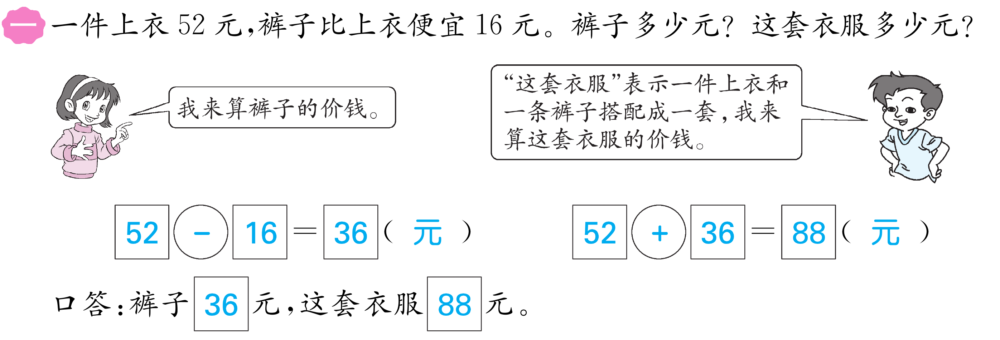 一 一件上衣 52 元,裤子比上衣便宜 16 元。裤子多少元? 这套衣服多少元?
我来算裤子的价钱。
“这套衣服”表示一件上衣和
一条裤子搭配成一套,我来
算这套衣服的价钱。
52 - 16 = 36 ( 元 )
52 + 36 = 88 ( 元 )
口答:裤子 36 元,这套衣服 88 元。